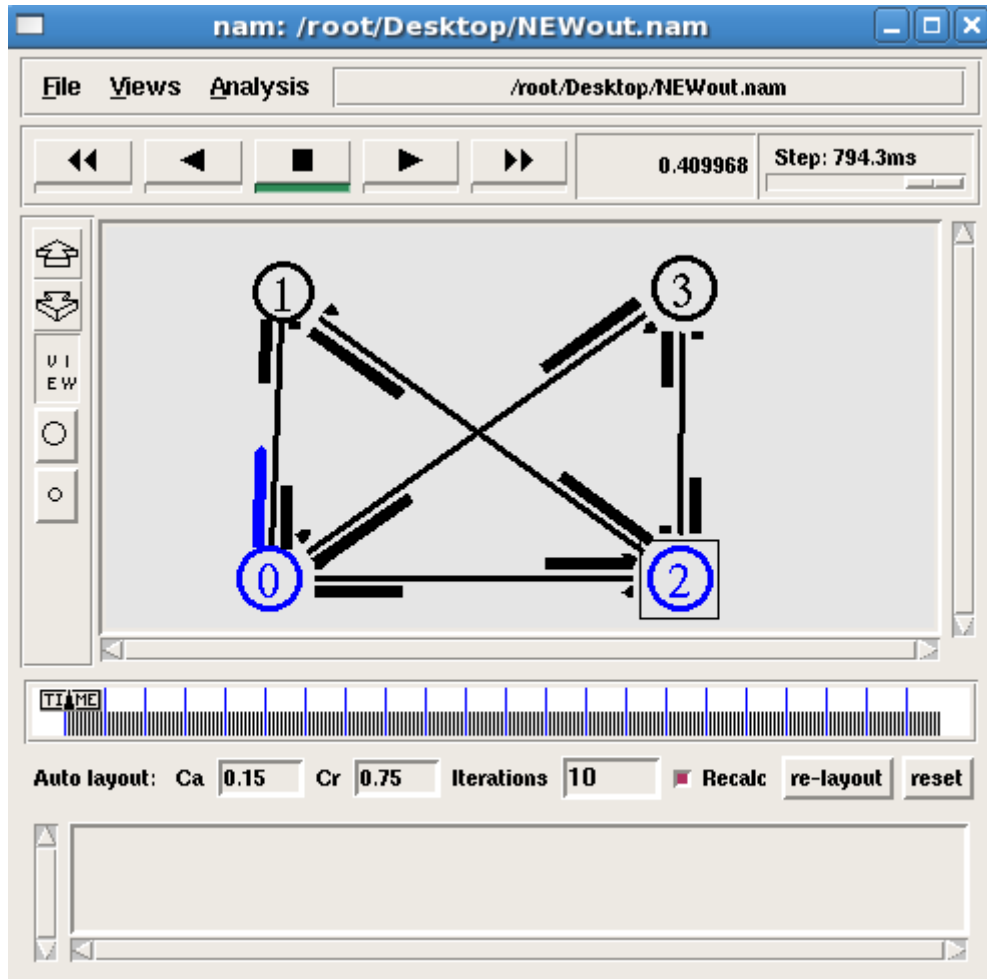 nam: /root/Desktop/NEWout.nam
File Views Analysis /root/Desktop/NEWout.nam
0.409968 Step: 794.3ms
1 3
V I
E W
0 2
TIME
Auto layout: Ca 0.15 Cr 0.75 Iterations 10 Recalc re-layout reset